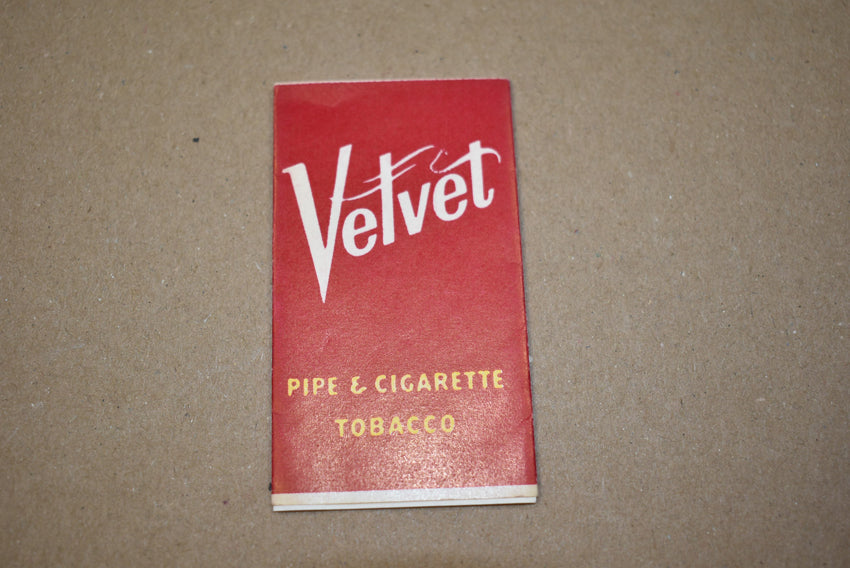 Velvet
PIPE & CIGARETTE
TOBACCO